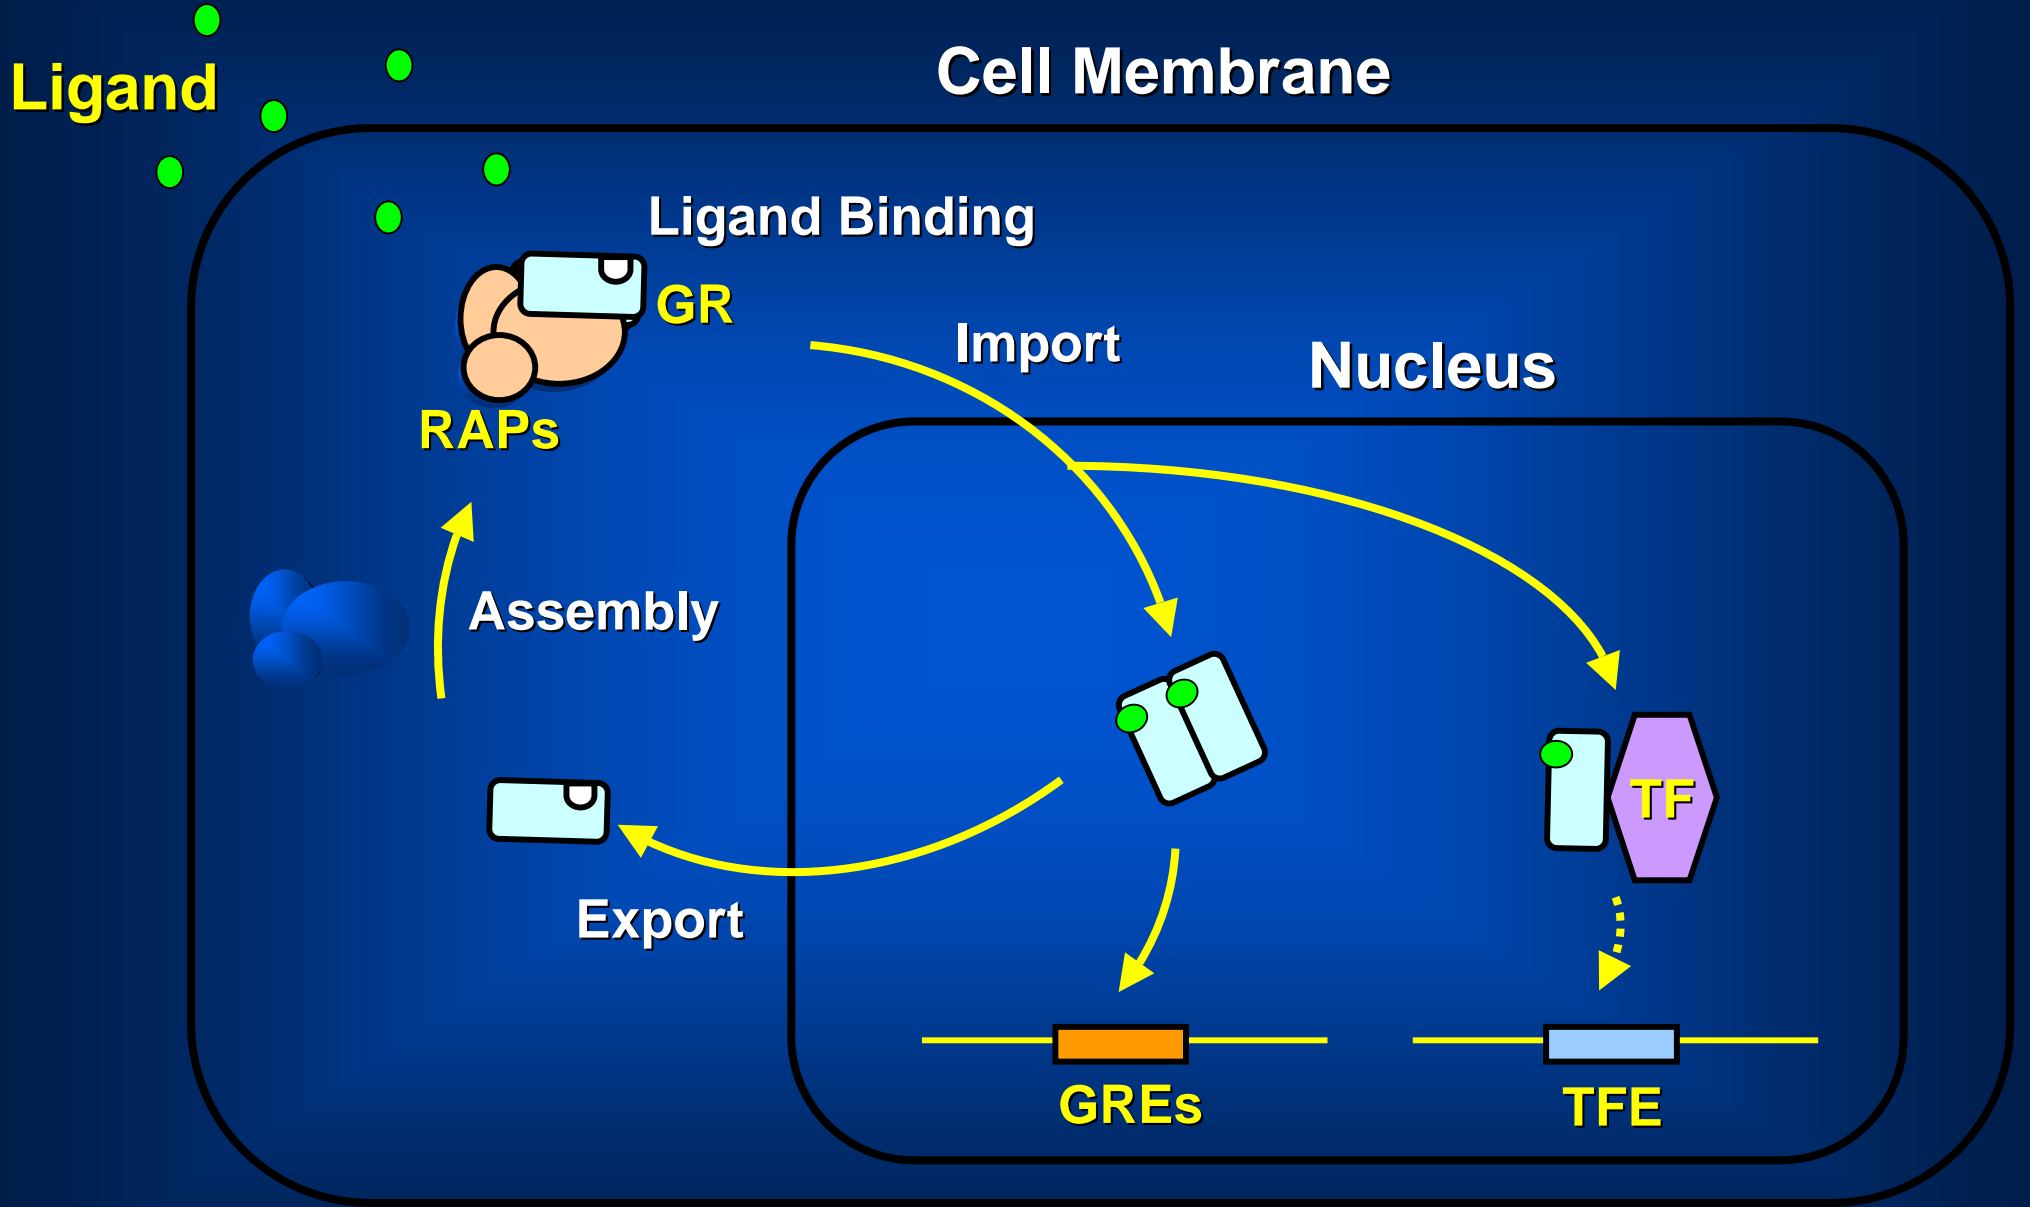 Cell Membrane
Ligand
Ligand Binding
GR
Import
Nucleus
RAPs
Assembly
TF
Export
GREs
TFE